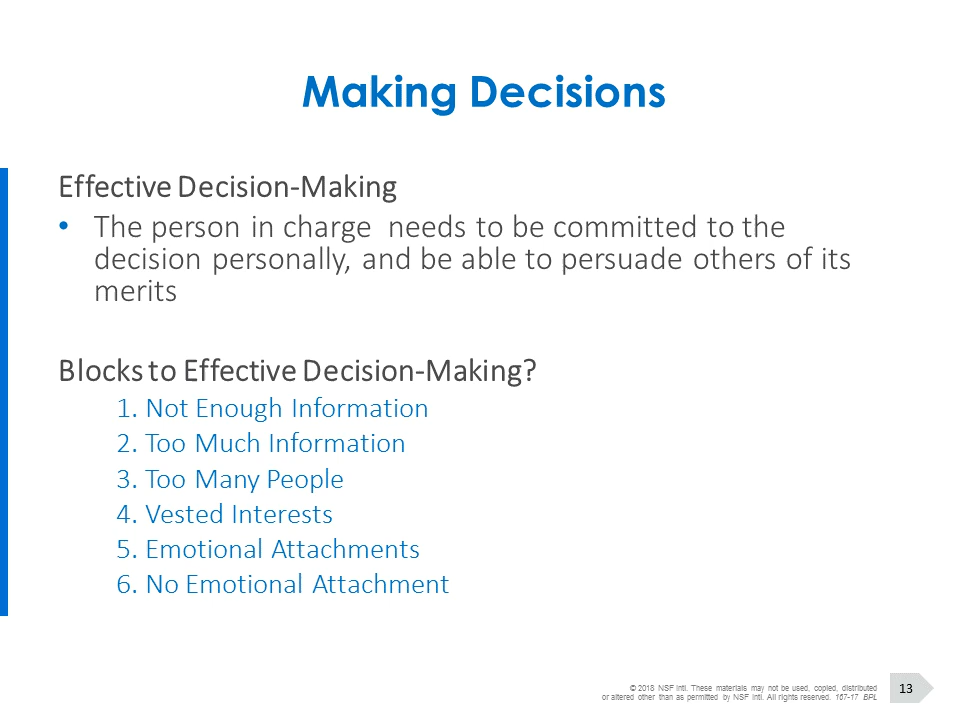 Making Decisions
Effective Decision-Making
• The person in charge  needs to be committed to the
decision personally, and be able to persuade others of its
merits
Blocks to Effective Decision-Making?
1. Not Enough Information
2. Too Much Information
3. Too Many People
4. Vested Interests
5. Emotional Attachments
6. No Emotional Attachment
© 2018 NSF Intl. These materials may not be used, copied, distributed
or altered other than as permitted by NSF Intl. All rights reserved. 167-17 BPL
13